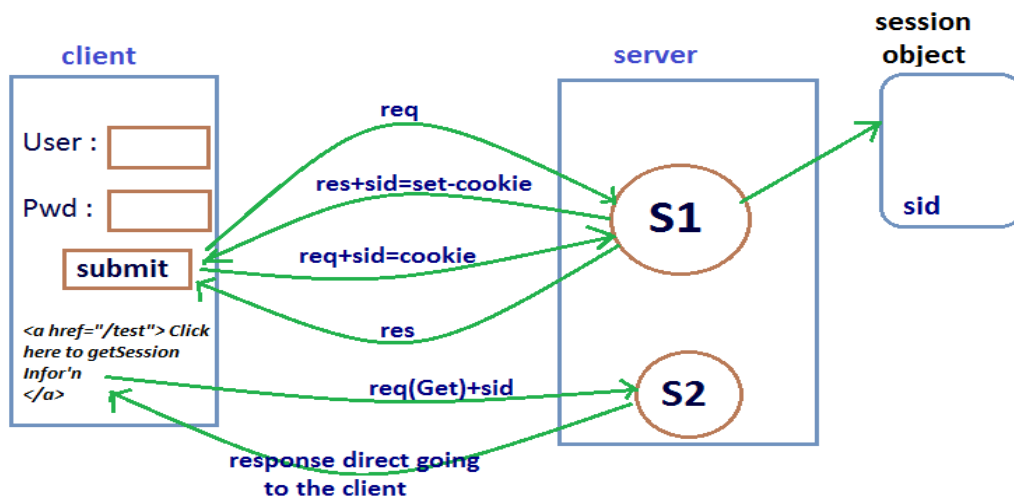 session
object
client
server
req
User :
res+sid=set-cookie
Pwd :
S1
sid
req+sid=cookie
submit
res
<a href="/test"> Click
here to getSession
Infor'n
</a>
req(Get)+sid
S2
response direct going
to the client